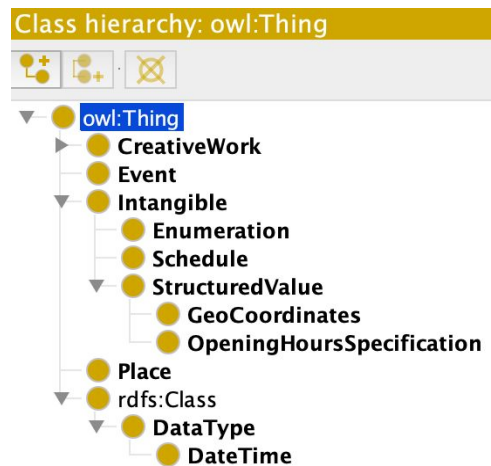 Class hierarchy: owl:Thing
owl:Thing
CreativeWork
Event
Intangible
Enumeration
Schedule
StructuredValue
GeoCoordinates
OpeningHoursSpecification
Place
rdfs:Class
DataType
DateTime